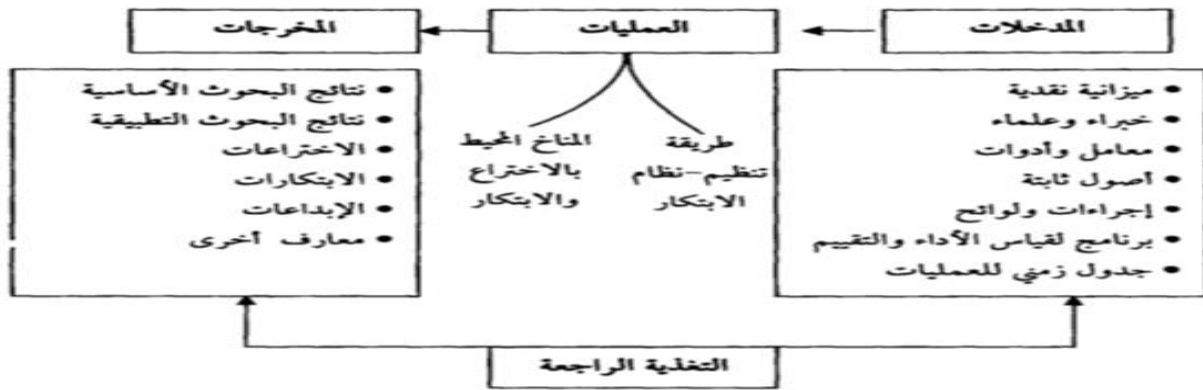 المدخلات
العمليات
المخرجات
• ميزانية نقدية
• خبراء وعلماء
• معامل وأدوات
• أصول ثابتة
• إجراءات ولوائح
• برنامج لقياس الأداء والتقييم
• جدول زمني للعمليات
طريقة
تنظيم-نظام
الابتكار
المناخ المحيط
بالاختراع
والابتكار
• نتائج البحوث الأساسية
• نتائج البحوث التطبيقية
• الاختراعات
• الابتكارات
• الإبداعات
• معارف أخرى
التغذية الراجعة